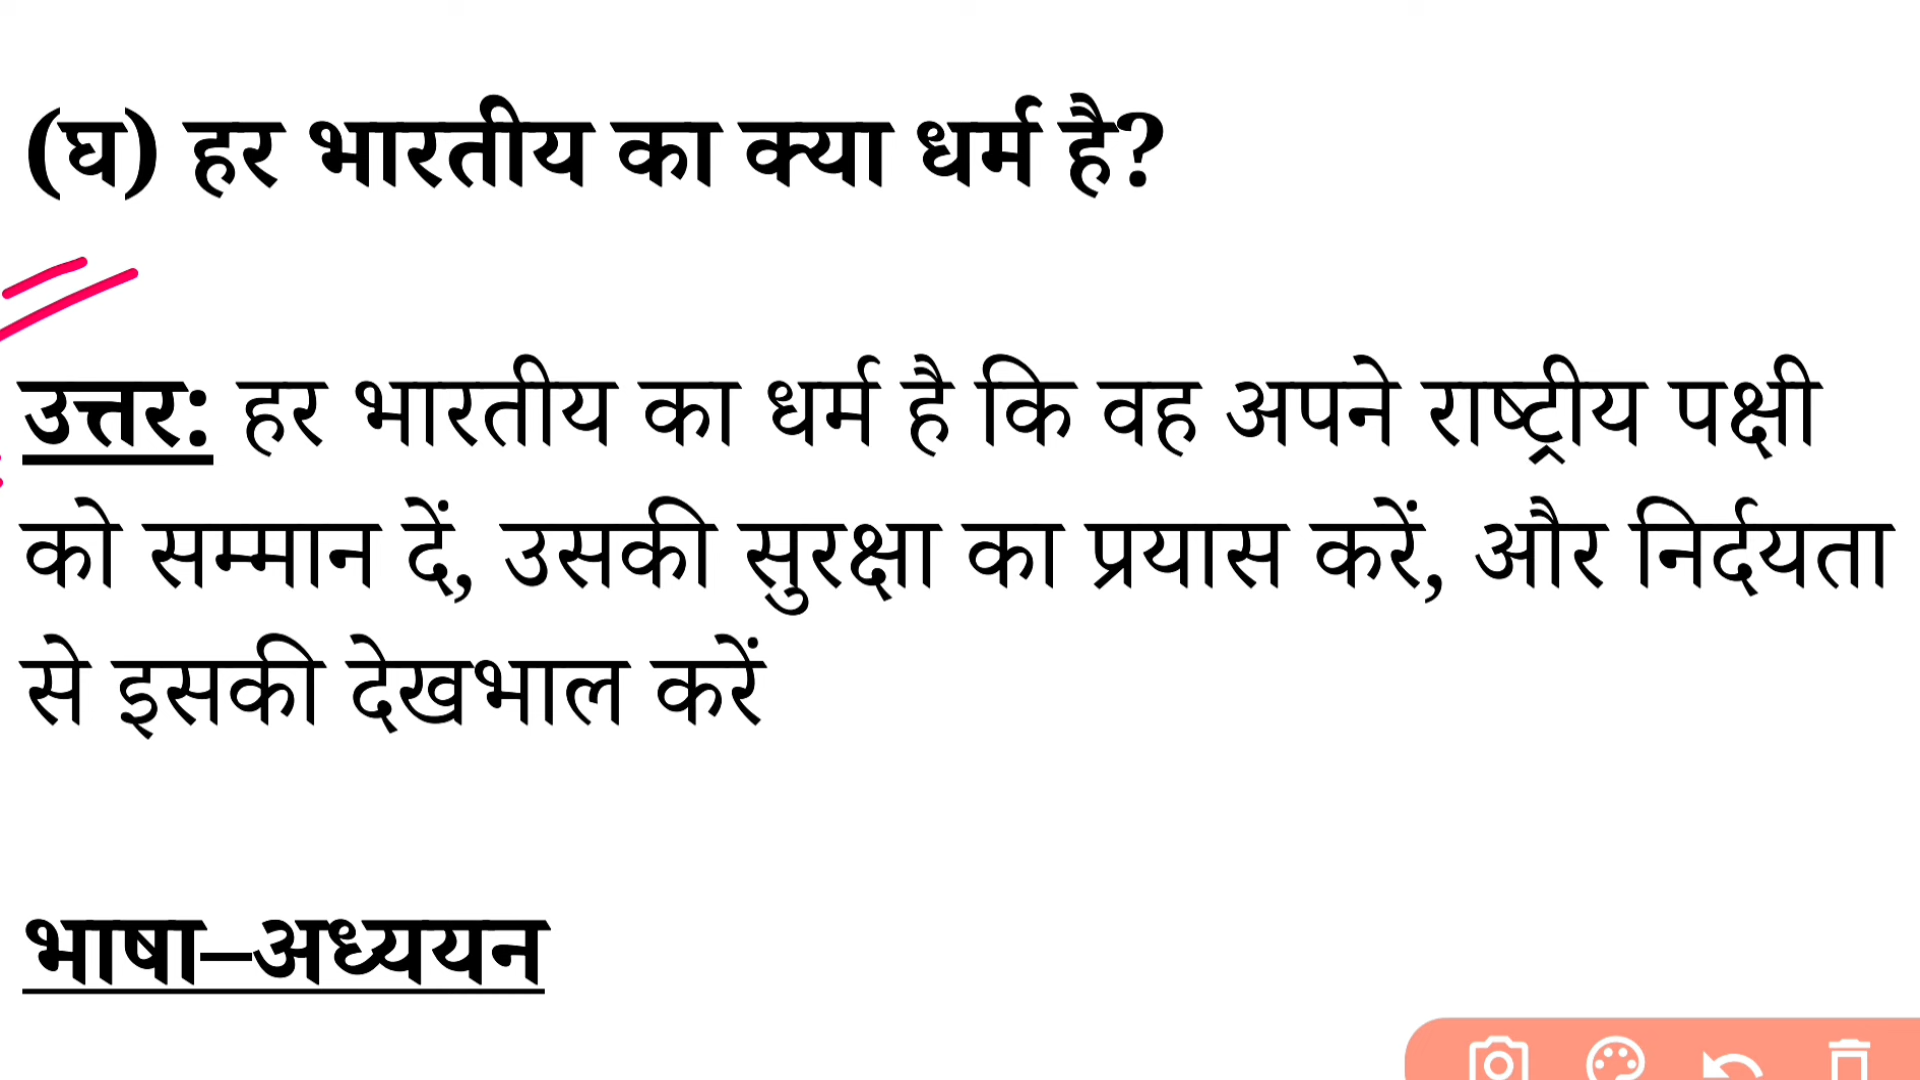 (घ) हर भारतीय का क्या धर्म है?
उत्तर: हर भारतीय का धर्म है कि वह अपने राष्ट्रीय पक्षी
को सम्मान दें, उसकी सुरक्षा का प्रयास करें, और निर्दयता
से इसकी देखभाल करें
भाषा–अध्ययन